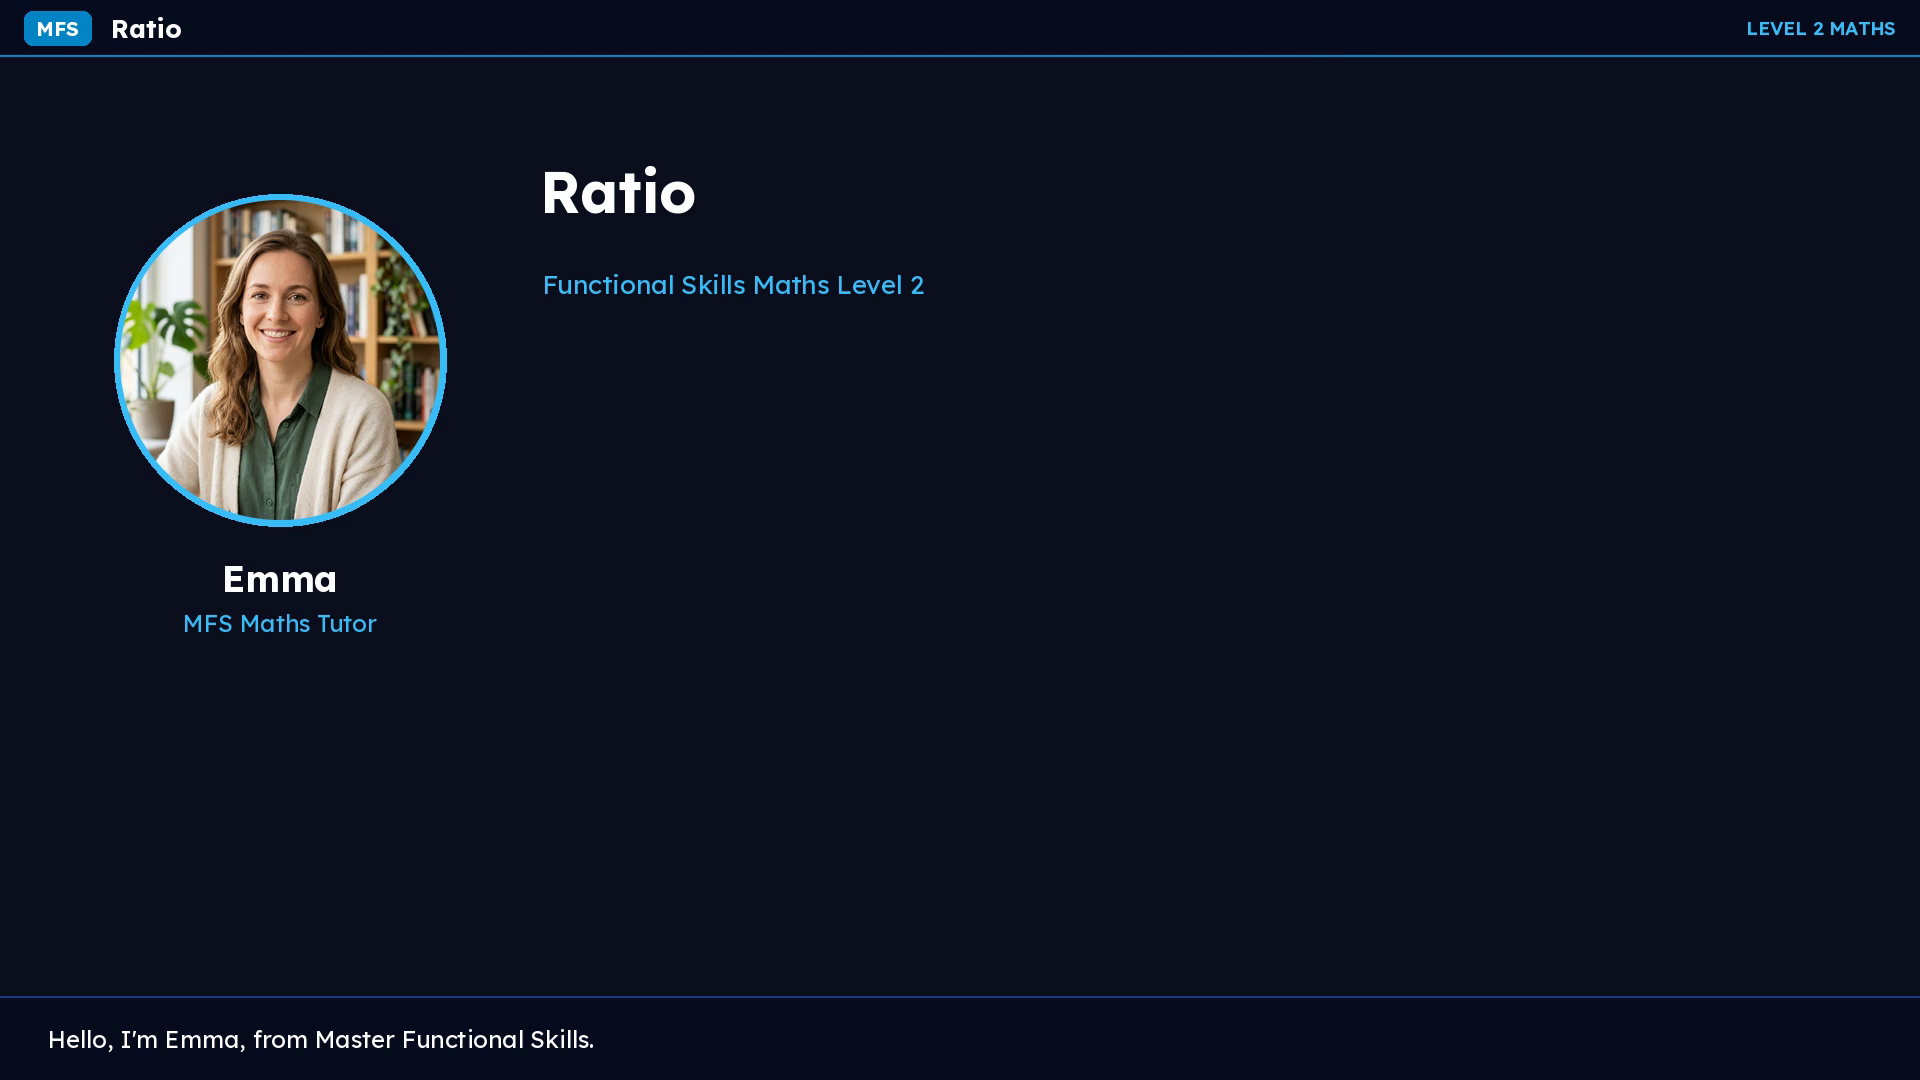 MFS Ratio
LEVEL 2 MATHS
Ratio
Functional Skills Maths Level 2
Emma
MFS Maths Tutor
Hello, I'm Emma, from Master Functional Skills.